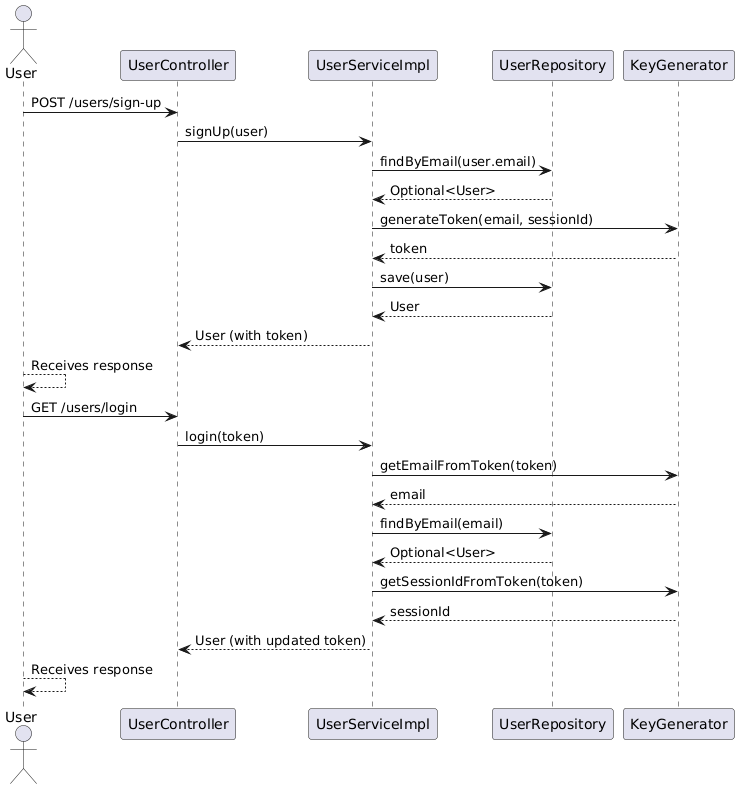 User
UserController
UserServiceImpl
UserRepository
KeyGenerator
POST /users/sign-up
signUp(user)
findByEmail(user.email)
Optional<User>
generateToken(email, sessionId)
token
save(user)
User
User (with token)
Receives response
GET /users/login
login(token)
getEmailFromToken(token)
email
findByEmail(email)
Optional<User>
getSessionIdFromToken(token)
sessionId
User (with updated token)
Receives response
User
UserController
UserServiceImpl
UserRepository
KeyGenerator